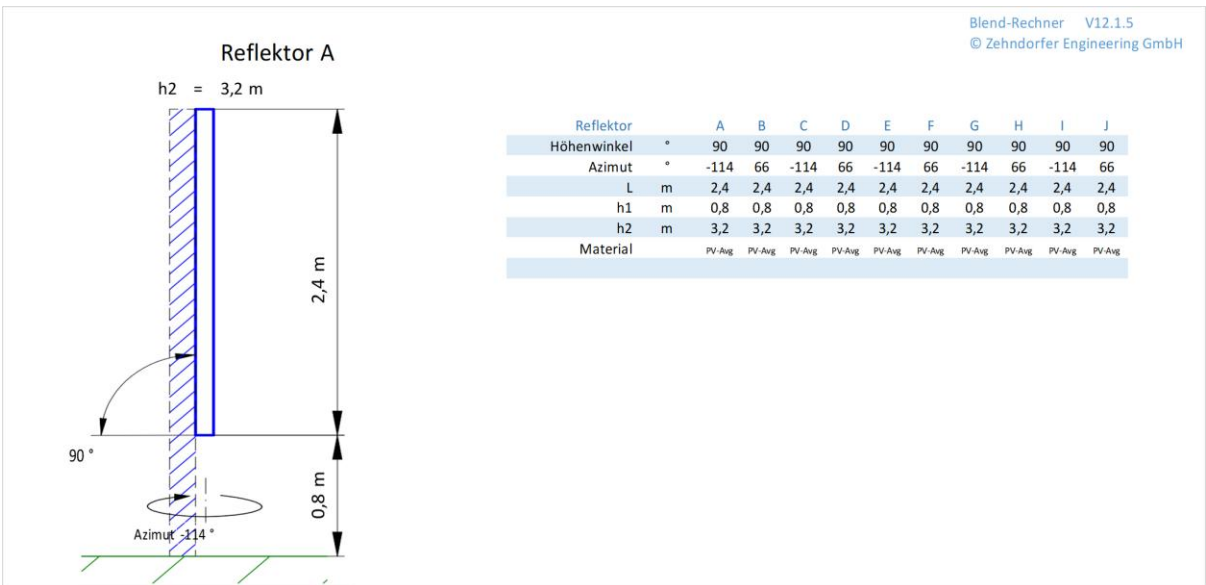 Blend-Rechner V12.1.5
© Zehndorfer Engineering GmbH
Reflektor A
h2 = 3,2 m
2,4 m
90 °
0,8 m
Azimut -114 °
Reflektor A B C D E F G H I J
Höhenwinkel ° 90 90 90 90 90 90 90 90 90 90
Azimut ° -114 66 -114 66 -114 66 -114 66 -114 66
L m 2,4 2,4 2,4 2,4 2,4 2,4 2,4 2,4 2,4 2,4
h1 m 0,8 0,8 0,8 0,8 0,8 0,8 0,8 0,8 0,8 0,8
h2 m 3,2 3,2 3,2 3,2 3,2 3,2 3,2 3,2 3,2 3,2
Material PV-Avg PV-Avg PV-Avg PV-Avg PV-Avg PV-Avg PV-Avg PV-Avg PV-Avg PV-Avg